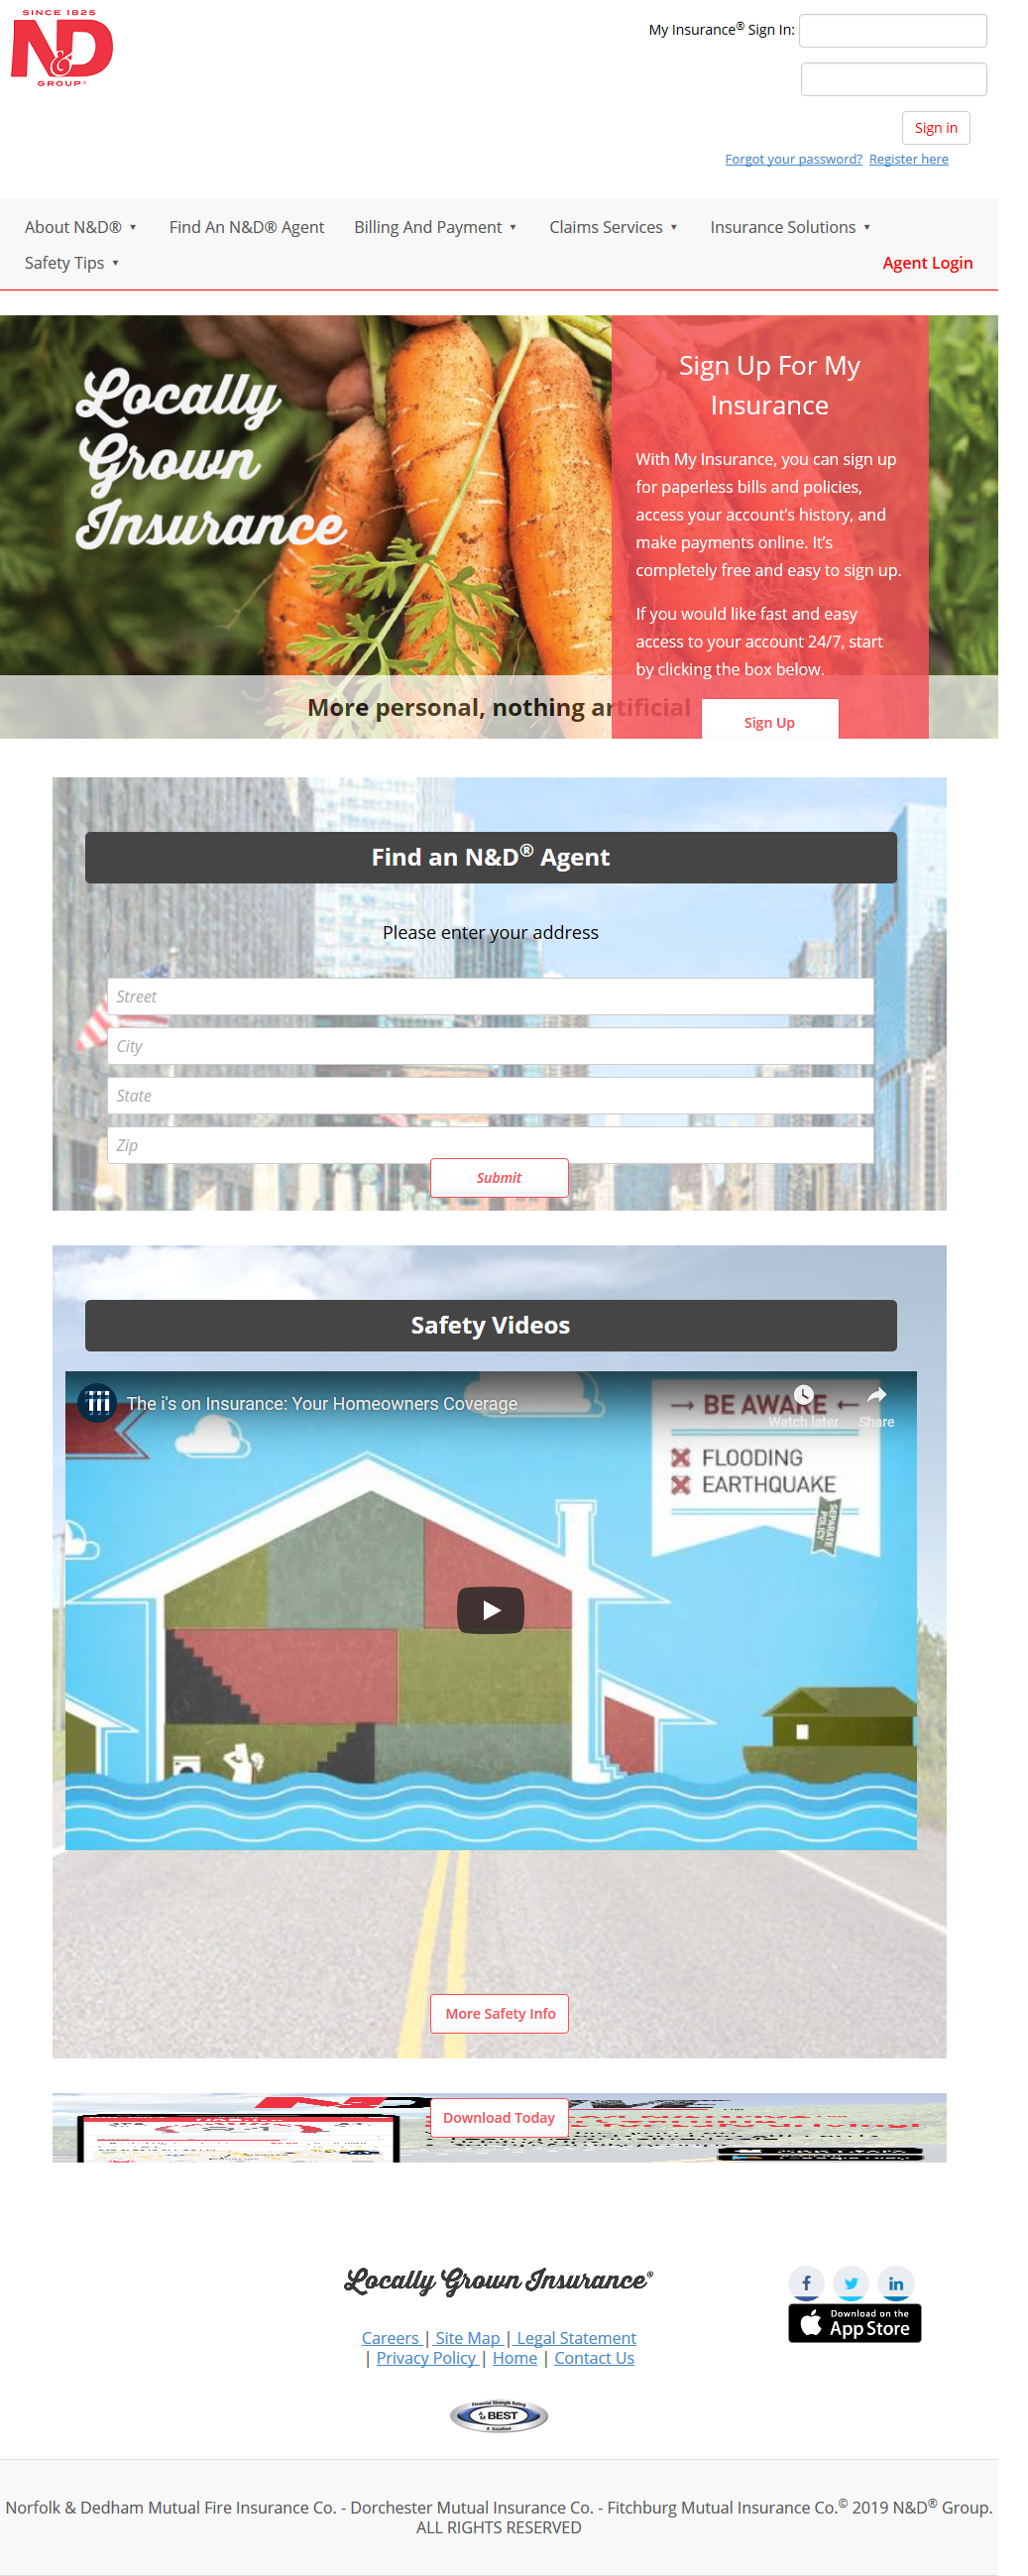 SINCE 1825
N&D
GROUP®
My Insurance® Sign In:
Sign in
Forgot your password? Register here
About N&D® ▼ Find An N&D® Agent Billing And Payment ▼ Claims Services ▼ Insurance Solutions ▼
Safety Tips ▼ Agent Login
Locally
Grown
Insurance
More personal, nothing artificial
Sign Up For My
Insurance
With My Insurance, you can sign up
for paperless bills and policies,
access your account's history, and
make payments online. It's
completely free and easy to sign up.
If you would like fast and easy
access to your account 24/7, start
by clicking the box below.
Sign Up
Find an N&D® Agent
Please enter your address
Street
City
State
Zip
Submit
Safety Videos
The i's on Insurance: Your Homeowners Coverage
Watch later Share
BE AWARE
FLOODING
EARTHQUAKE
SEPARATE
POLICY
More Safety Info
Download Today
Locally Grown Insurance®
Download on the
App Store
Careers | Site Map | Legal Statement
| Privacy Policy | Home | Contact Us
Financial Strength Rating
AM BEST
A Excellent
Norfolk & Dedham Mutual Fire Insurance Co. - Dorchester Mutual Insurance Co. - Fitchburg Mutual Insurance Co.© 2019 N&D® Group.
ALL RIGHTS RESERVED